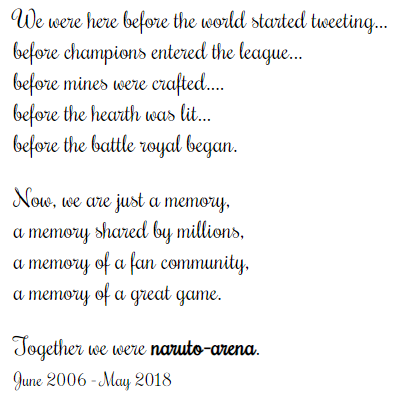 We were here before the world started tweeting...
before champions entered the league...
before mines were crafted....
before the hearth was lit...
before the battle royal began.
Now, we are just a memory,
a memory shared by millions,
a memory of a fan community,
a memory of a great game.
Together we were naruto-arena.
June 2006 - May 2018